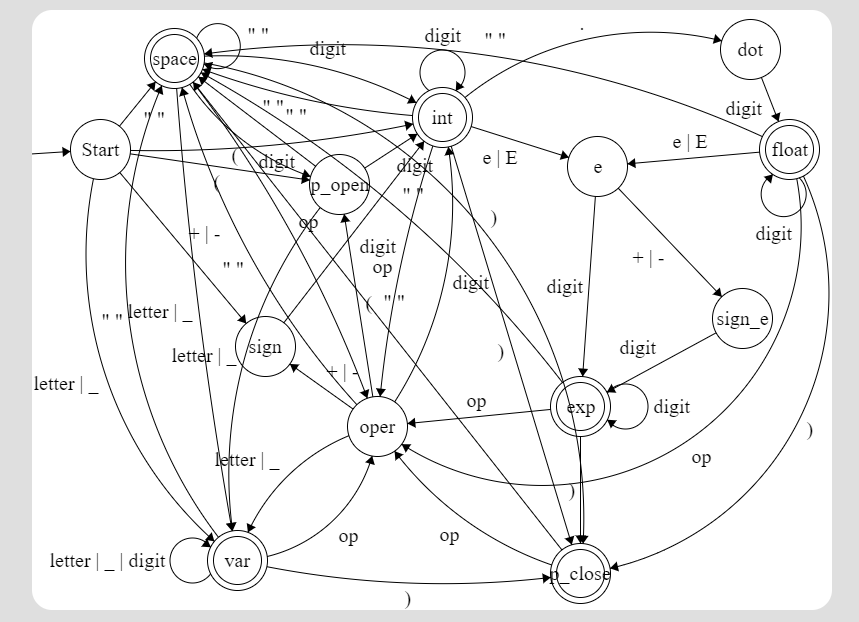 " "
.
digit
" "
digit
dot
space
" " " "
digit
" "
int
e | E
e | E
float
Start
(
digit
digit
e
p_open
(
" "
op
)
digit
+ | -
digit
op
+ | -
" "
digit
digit
( " "
" "
letter | _
sign_e
sign
letter | _
digit
)
+ | -
letter | _
op
exp
digit
oper
)
letter | _
op
)
op
op
letter | _ | digit
var
p_close
)